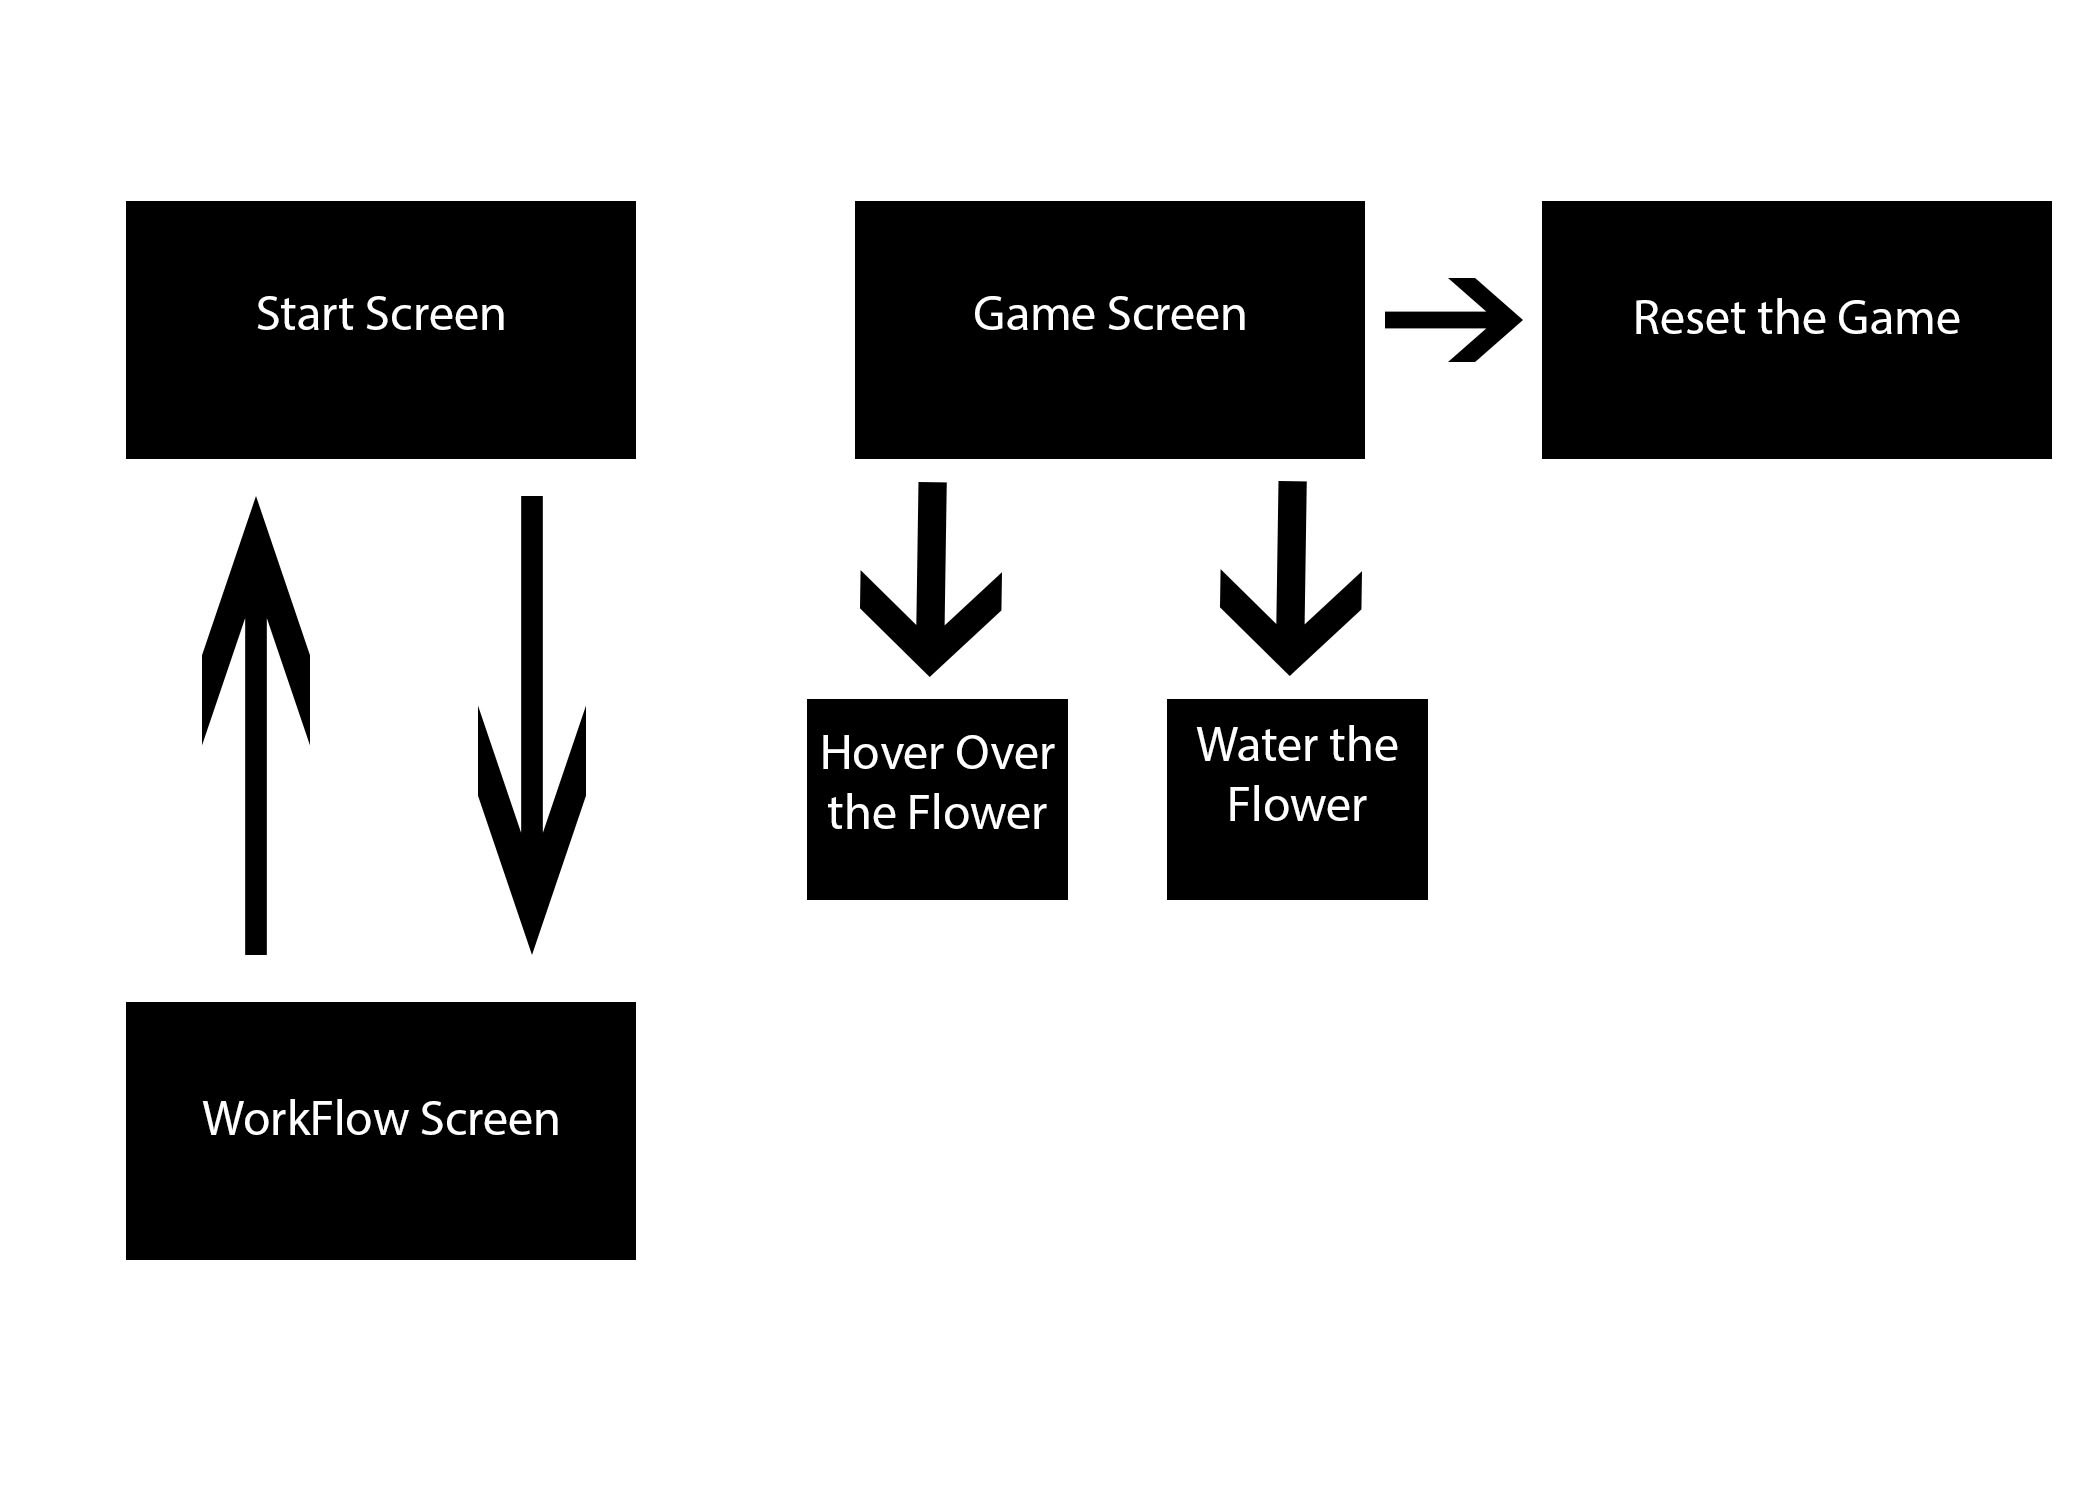 Start Screen
Game Screen
Reset the Game
Hover Over
the Flower
Water the
Flower
WorkFlow Screen